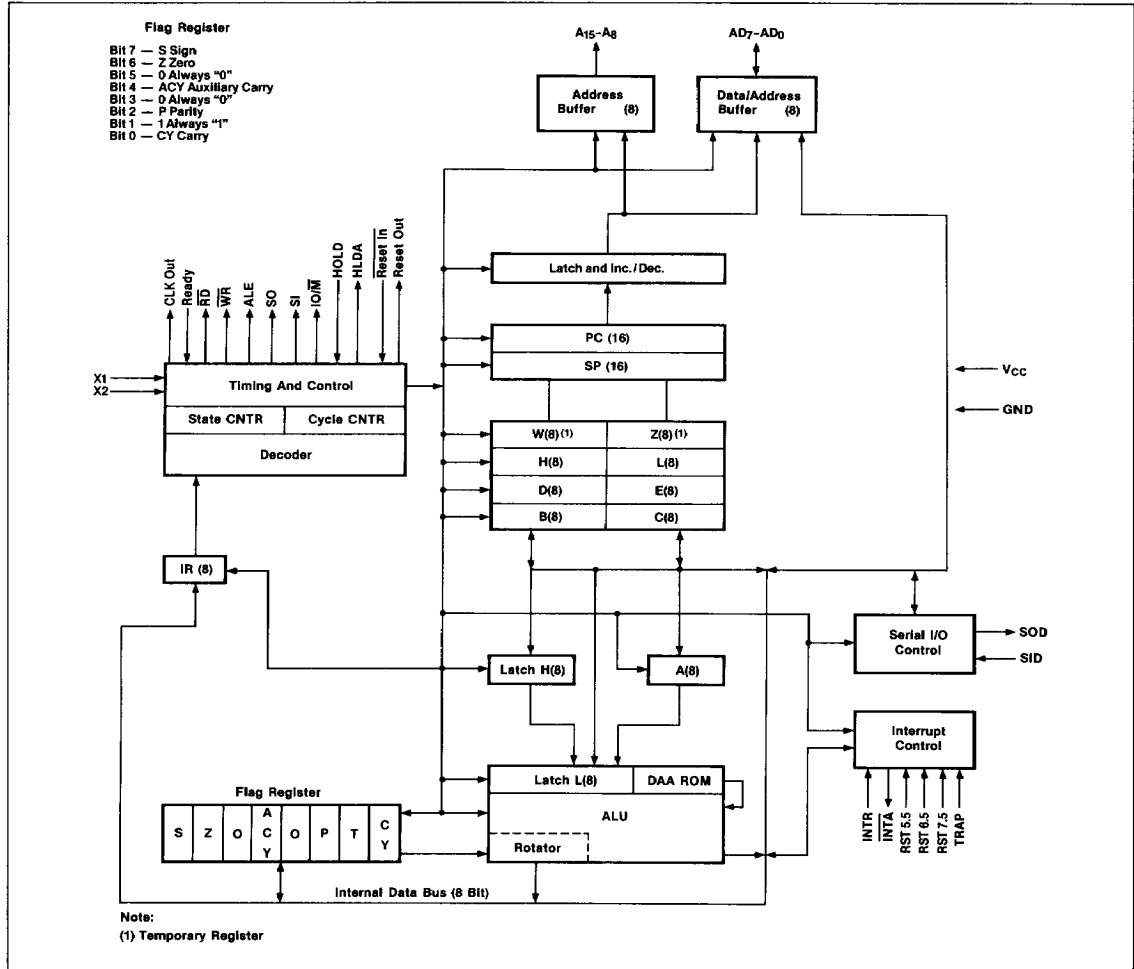 Flag Register
Bit 7 — S Sign
Bit 6 — Z Zero
Bit 5 — 0 Always "0"
Bit 4 — ACY Auxiliary Carry
Bit 3 — 0 Always "0"
Bit 2 — P Parity
Bit 1 — 1 Always "1"
Bit 0 — CY Carry
A15-A8
AD7-AD0
Address
Buffer (8)
Data/Address
Buffer (8)
CLK Out
Ready
RD
WR
ALE
SO
SI
IO/M
HOLD
HLDA
Reset In
Reset Out
Latch and Inc./Dec.
PC (16)
SP (16)
X1
X2
Timing And Control
State CNTR
Cycle CNTR
Decoder
VCC
GND
W(8)(1)
Z(8)(1)
H(8)
L(8)
D(8)
E(8)
B(8)
C(8)
IR (8)
Serial I/O
Control
SOD
SID
Latch H(8)
A(8)
Interrupt
Control
INTR
INTA
RST 5.5
RST 6.5
RST 7.5
TRAP
Latch L(8)
DAA ROM
ALU
Rotator
Flag Register
S Z O ACY O P T CY
Internal Data Bus (8 Bit)
Note:
(1) Temporary Register